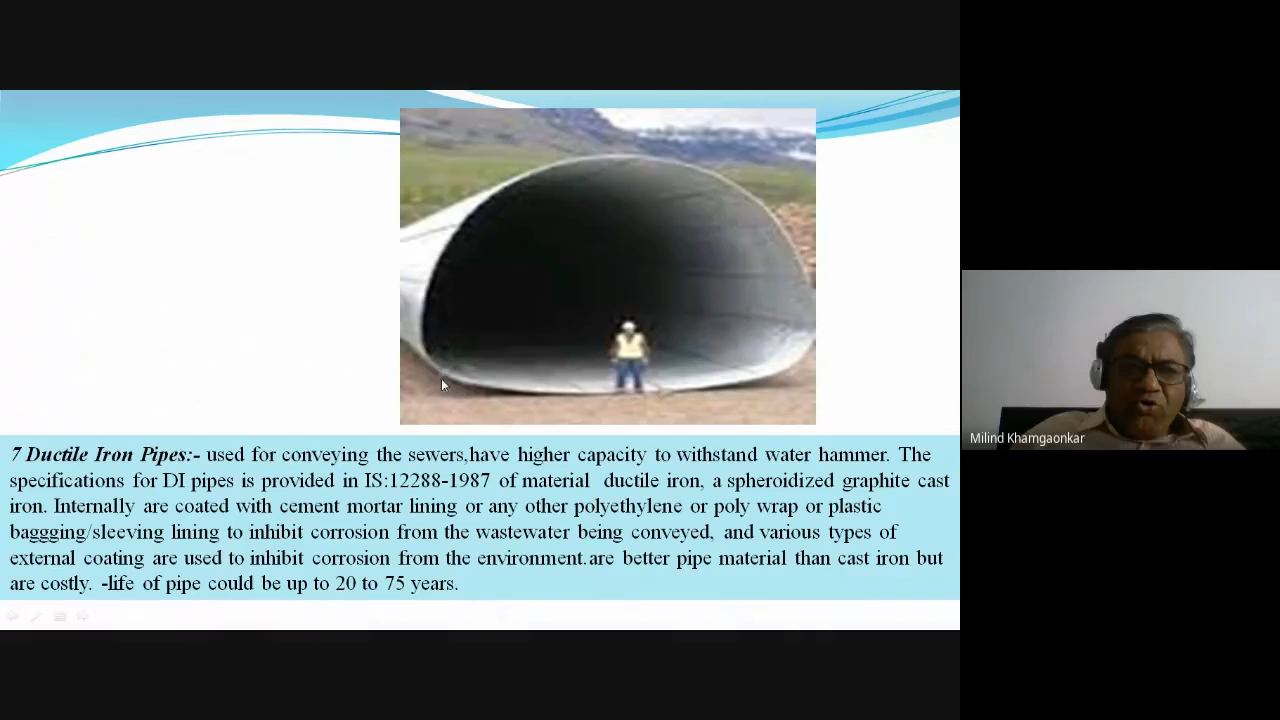 7 Ductile Iron Pipes:- used for conveying the sewers,have higher capacity to withstand water hammer. The
specifications for DI pipes is provided in IS:12288-1987 of material ductile iron, a spheroidized graphite cast
iron. Internally are coated with cement mortar lining or any other polyethylene or poly wrap or plastic
baggging/sleeving lining to inhibit corrosion from the wastewater being conveyed, and various types of
external coating are used to inhibit corrosion from the environment.are better pipe material than cast iron but
are costly. -life of pipe could be up to 20 to 75 years.
Milind Khamgaonkar